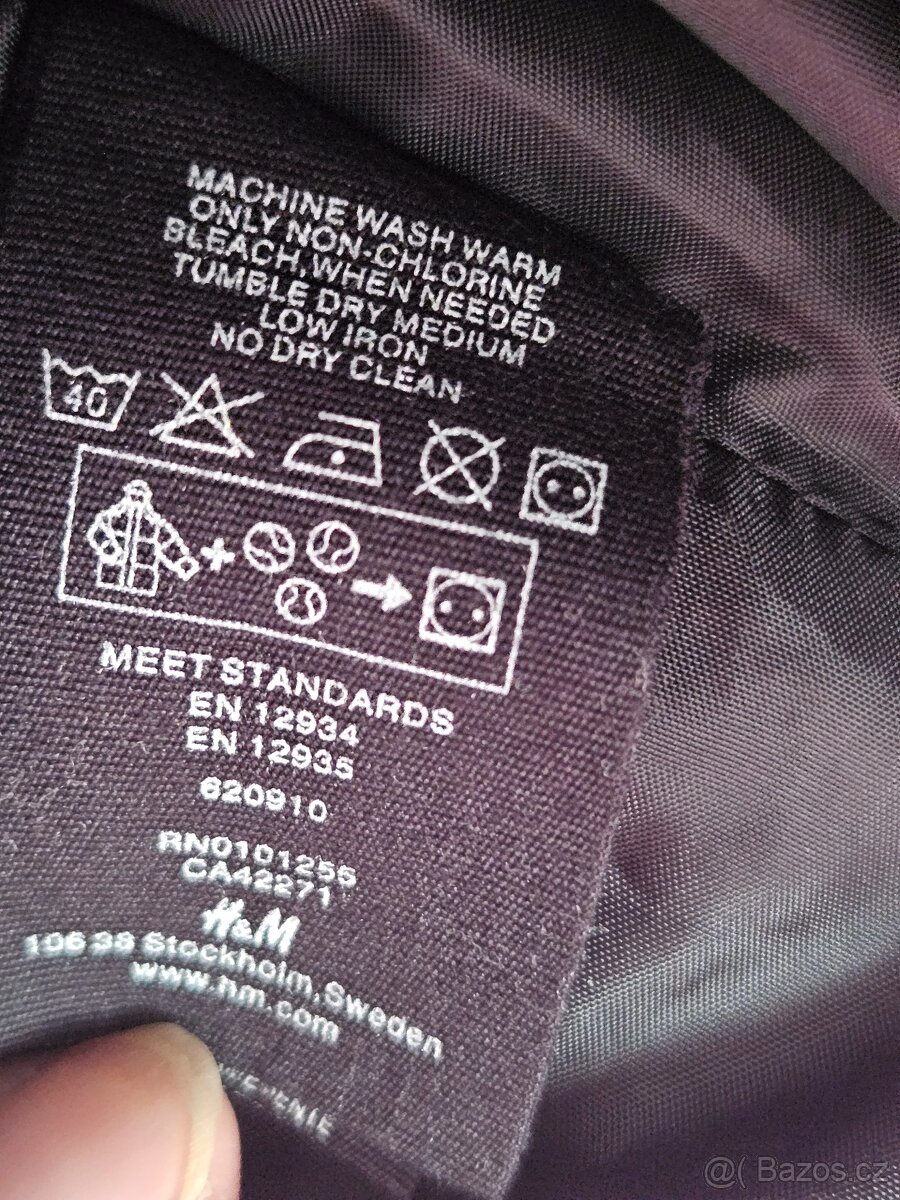 MACHINE WASH WARM
ONLY NON-CHLORINE
BLEACH, WHEN NEEDED
TUMBLE DRY MEDIUM
LOW IRON
NO DRY CLEAN
40
MEET STANDARDS
EN 12934
EN 12935
620910
RN0101255
CA42271
H&M
106 38 Stockholm, Sweden
www.hm.com
@( Bazos.cz